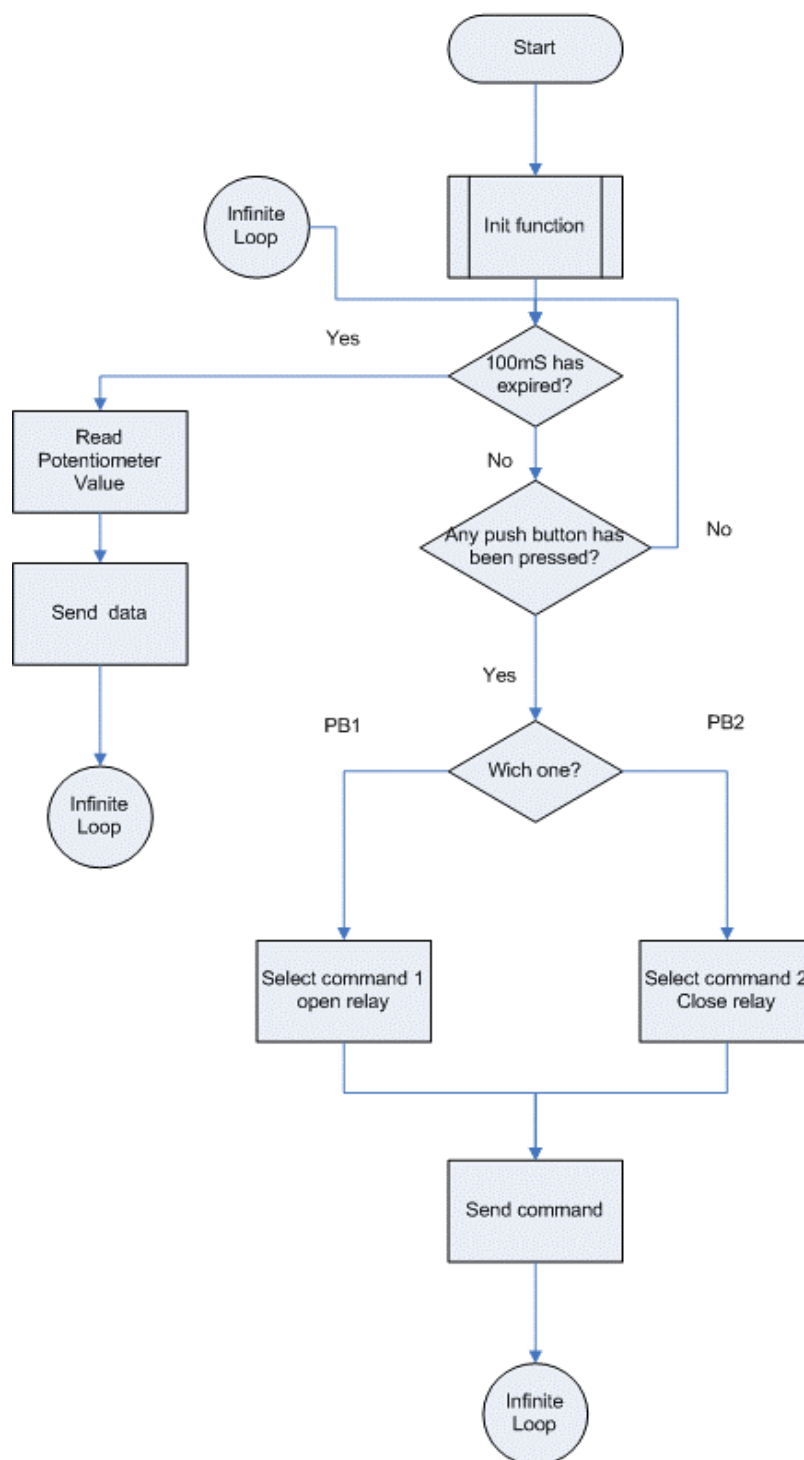 Start
Init function
Infinite
Loop
Yes
100mS has
expired?
Read
Potentiometer
Value
No
Any push button has
been pressed?
No
Send data
Yes
PB1
PB2
Wich one?
Infinite
Loop
Select command 1
open relay
Select command 2
Close relay
Send command
Infinite
Loop